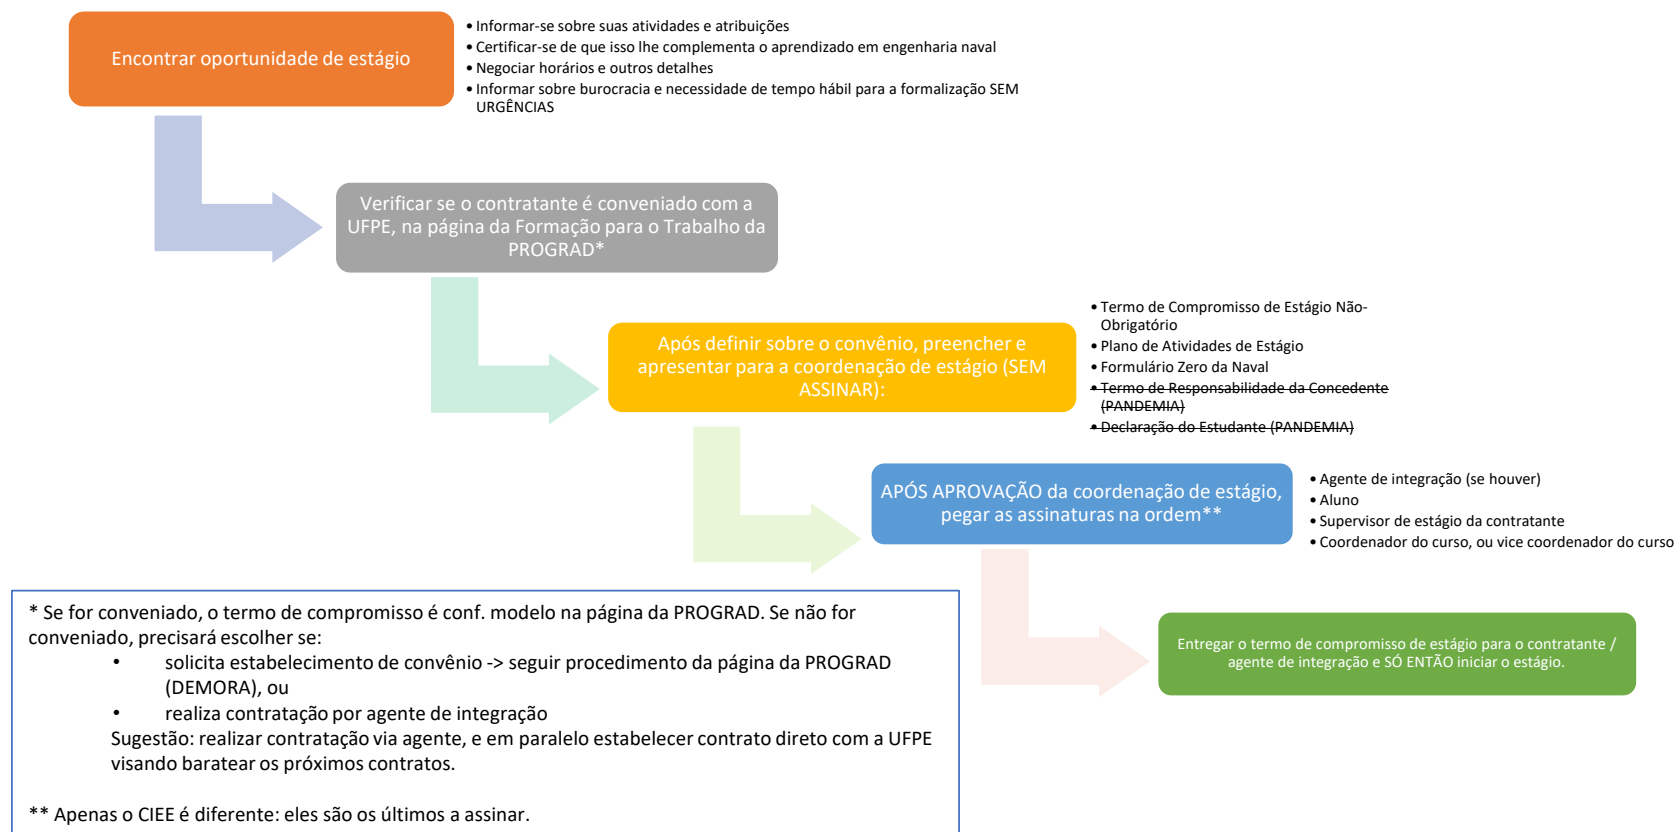 Encontrar oportunidade de estágio
• Informar-se sobre suas atividades e atribuições
• Certificar-se de que isso lhe complementa o aprendizado em engenharia naval
• Negociar horários e outros detalhes
• Informar sobre burocracia e necessidade de tempo hábil para a formalização SEM
URGÊNCIAS
Verificar se o contratante é conveniado com a
UFPE, na página da Formação para o Trabalho da
PROGRAD*
Após definir sobre o convênio, preencher e
apresentar para a coordenação de estágio (SEM
ASSINAR):
• Termo de Compromisso de Estágio Não-
Obrigatório
• Plano de Atividades de Estágio
• Formulário Zero da Naval
• Termo de Responsabilidade da Concedente
(PANDEMIA)
• Declaração do Estudante (PANDEMIA)
APÓS APROVAÇÃO da coordenação de estágio,
pegar as assinaturas na ordem**
• Agente de integração (se houver)
• Aluno
• Supervisor de estágio da contratante
• Coordenador do curso, ou vice coordenador do curso
Entregar o termo de compromisso de estágio para o contratante /
agente de integração e SÓ ENTÃO iniciar o estágio.
* Se for conveniado, o termo de compromisso é conf. modelo na página da PROGRAD. Se não for
conveniado, precisará escolher se:
• solicita estabelecimento de convênio -> seguir procedimento da página da PROGRAD
(DEMORA), ou
• realiza contratação por agente de integração
Sugestão: realizar contratação via agente, e em paralelo estabelecer contrato direto com a UFPE
visando baratear os próximos contratos.
** Apenas o CIEE é diferente: eles são os últimos a assinar.